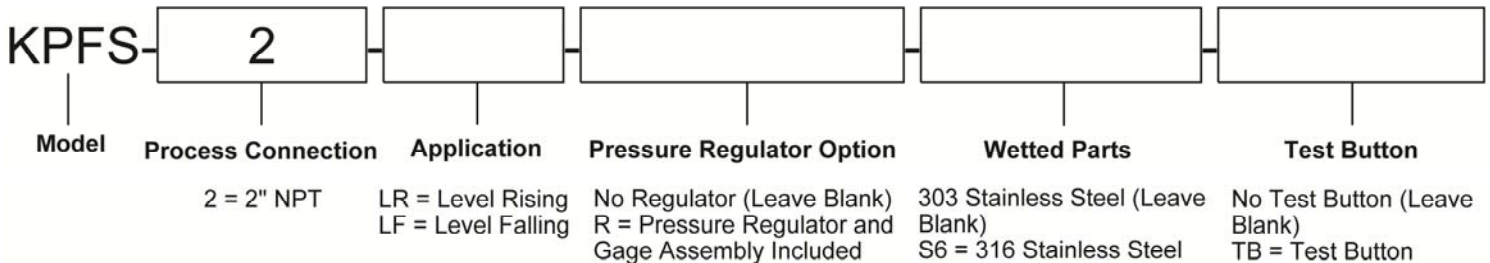 KPFS- 2 - - - -
Model
Process Connection
Application
Pressure Regulator Option
Wetted Parts
Test Button
2 = 2" NPT
LR = Level Rising
LF = Level Falling
No Regulator (Leave Blank)
R = Pressure Regulator and
Gage Assembly Included
303 Stainless Steel (Leave
Blank)
S6 = 316 Stainless Steel
No Test Button (Leave
Blank)
TB = Test Button